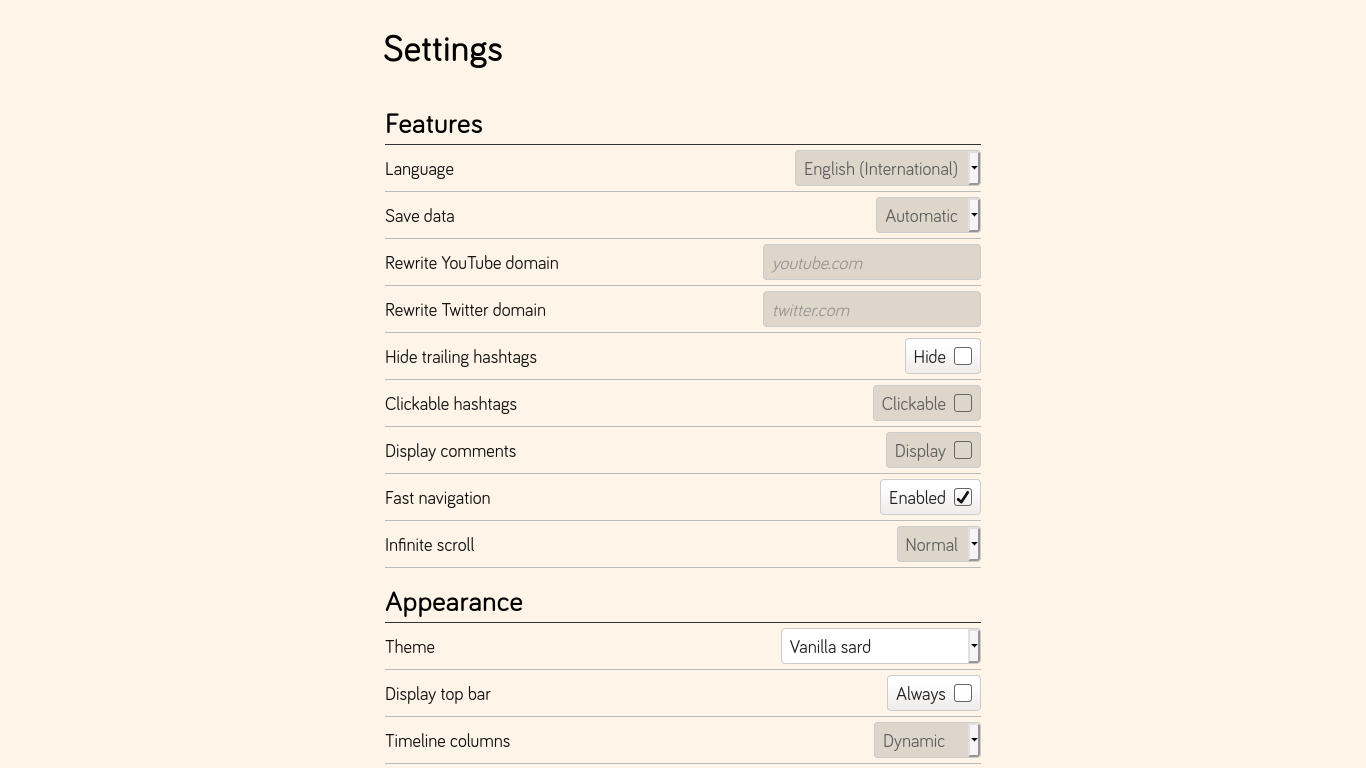 Settings
Features
Language English (International)
Save data Automatic
Rewrite YouTube domain youtube.com
Rewrite Twitter domain twitter.com
Hide trailing hashtags Hide
Clickable hashtags Clickable
Display comments Display
Fast navigation Enabled
Infinite scroll Normal
Appearance
Theme Vanilla sard
Display top bar Always
Timeline columns Dynamic